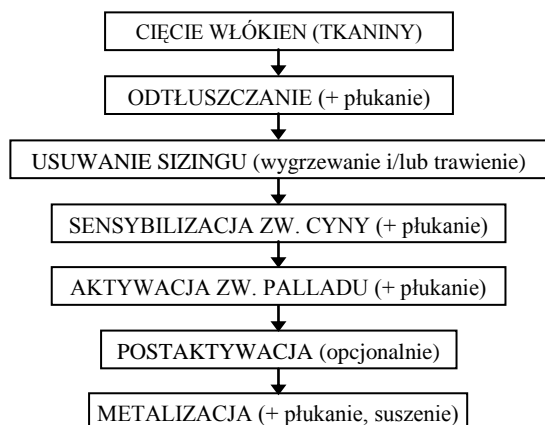 CIĘCIE WŁÓKIEN (TKANINY)
ODTŁUSZCZANIE (+ płukanie)
USUWANIE SIZINGU (wygrzewanie i/lub trawienie)
SENSYBILIZACJA ZW. CYNY (+ płukanie)
AKTYWACJA ZW. PALLADU (+ płukanie)
POSTAKTYWACJA (opcjonalnie)
METALIZACJA (+ płukanie, suszenie)